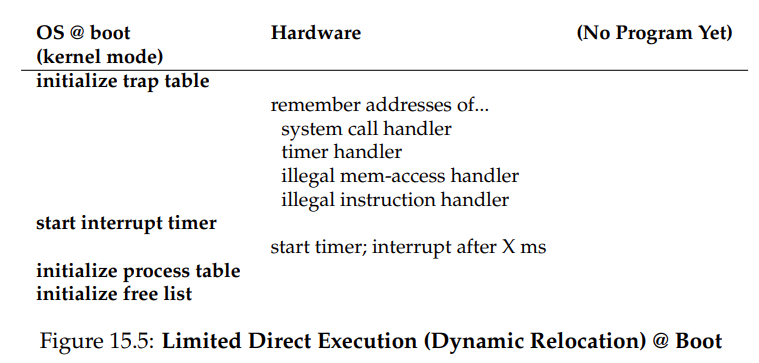 OS @ boot Hardware (No Program Yet)
(kernel mode)
initialize trap table
remember addresses of...
system call handler
timer handler
illegal mem-access handler
illegal instruction handler
start interrupt timer
start timer; interrupt after X ms
initialize process table
initialize free list
Figure 15.5: Limited Direct Execution (Dynamic Relocation) @ Boot